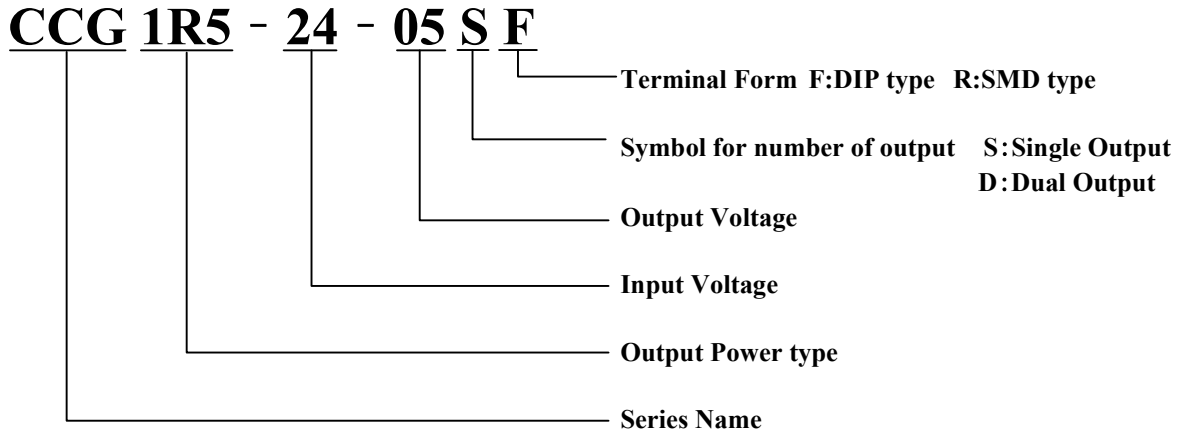 CCG 1R5 - 24 - 05 S F
Terminal Form F:DIP type R:SMD type
Symbol for number of output S:Single Output
D:Dual Output
Output Voltage
Input Voltage
Output Power type
Series Name